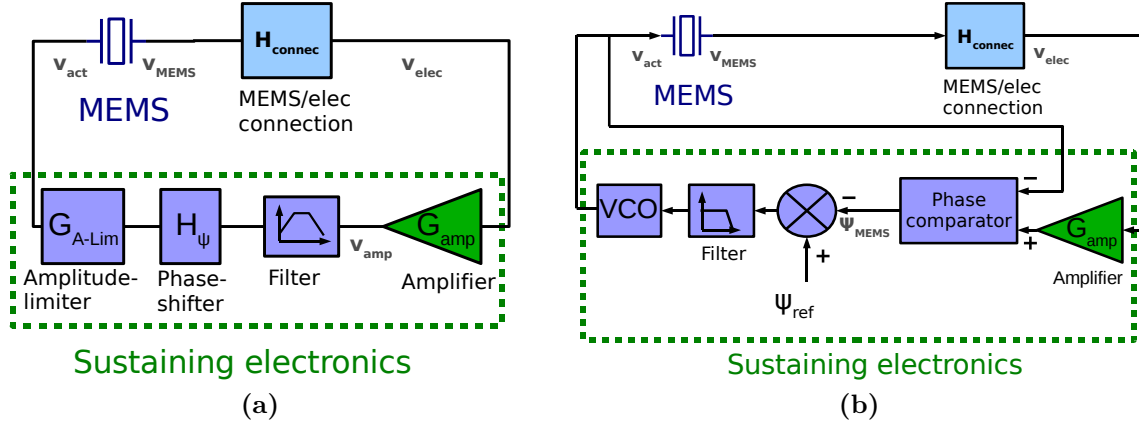 v_act
v_MEMS
H_connec
v_elec
MEMS
MEMS/elec
connection
G_A-Lim
H_ψ
v_amp
G_amp
Amplitude-
limiter
Phase-
shifter
Filter
Amplifier
Sustaining electronics
(a)
v_act
v_MEMS
H_connec
v_elec
MEMS
MEMS/elec
connection
VCO
Filter
−
Ψ_MEMS
+
Ψ_ref
Phase
comparator
−
+
G_amp
Amplifier
Sustaining electronics
(b)